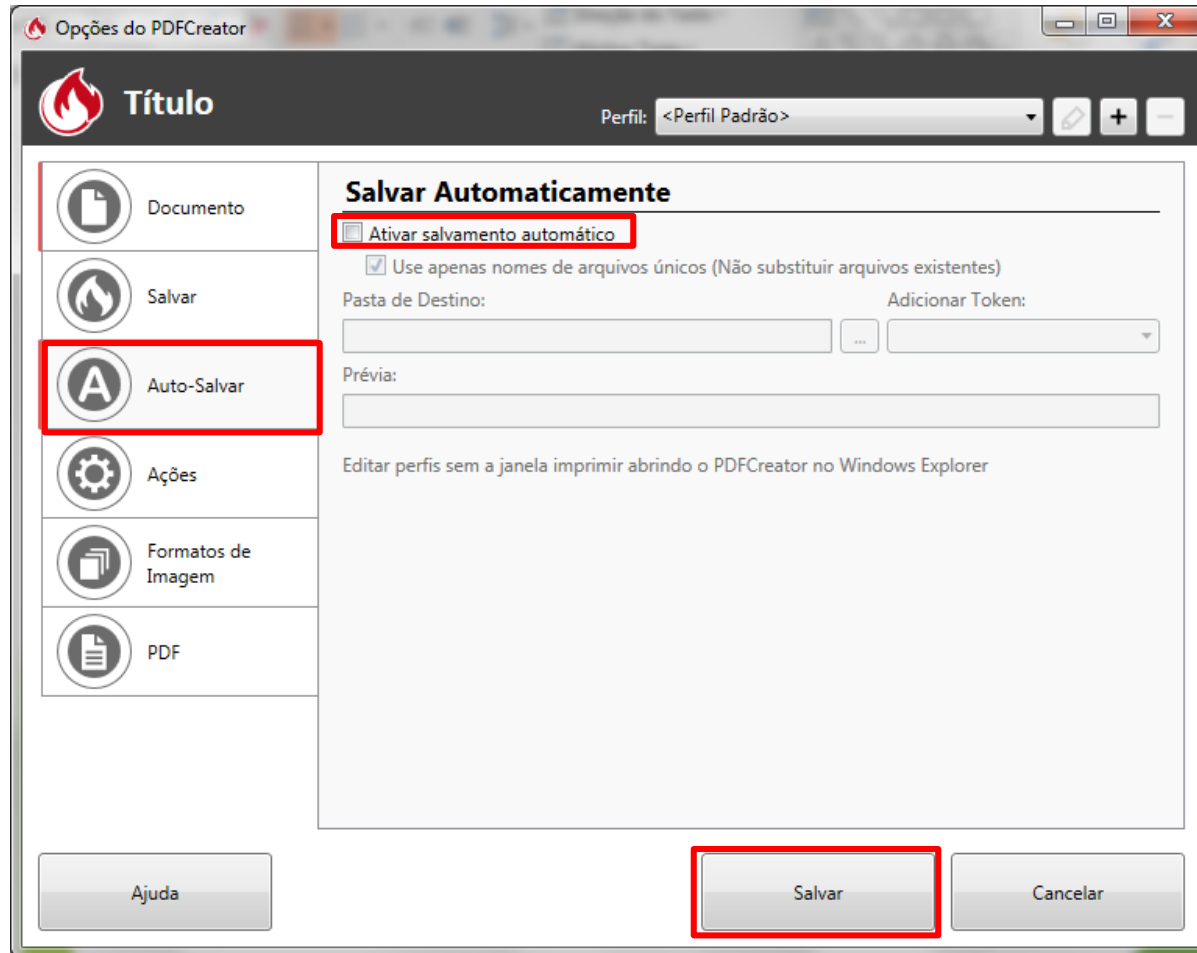 Opções do PDFCreator
Título
Perfil: <Perfil Padrão>
Documento
Salvar
Auto-Salvar
Ações
Formatos de
Imagem
PDF
Salvar Automaticamente
Ativar salvamento automático
Use apenas nomes de arquivos únicos (Não substituir arquivos existentes)
Pasta de Destino: Adicionar Token:
...
Prévia:
Editar perfis sem a janela imprimir abrindo o PDFCreator no Windows Explorer
Ajuda Salvar Cancelar